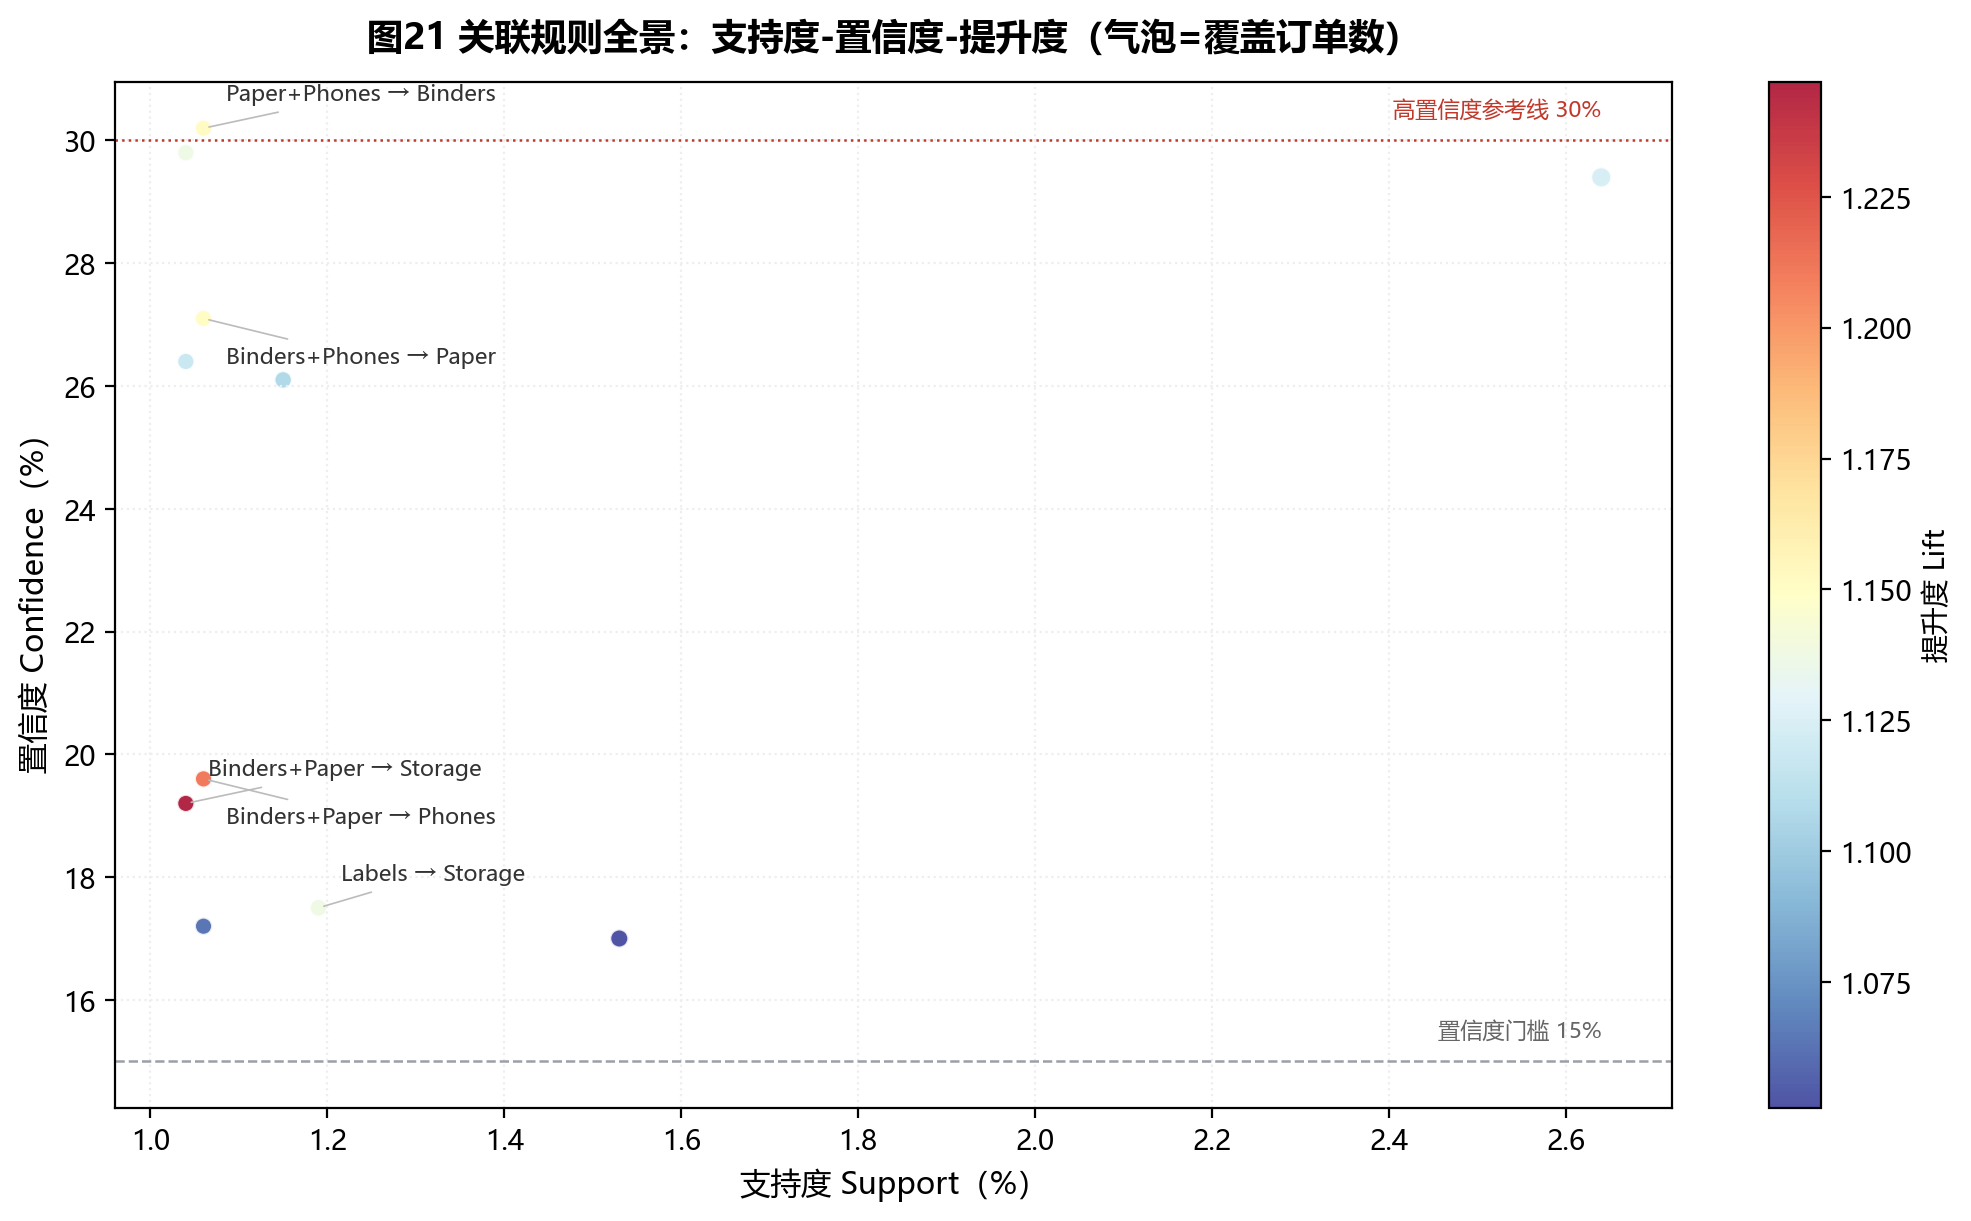 图21 关联规则全景：支持度-置信度-提升度（气泡=覆盖订单数）
Paper+Phones → Binders
高置信度参考线 30%
30
28
Binders+Phones → Paper
26
24
22
20
Binders+Paper → Storage
Binders+Paper → Phones
Labels → Storage
18
16
置信度门槛 15%
置信度 Confidence（%）
1.0
1.2
1.4
1.6
1.8
2.0
2.2
2.4
2.6
支持度 Support（%）
1.225
1.200
1.175
1.150
1.125
1.100
1.075
提升度 Lift